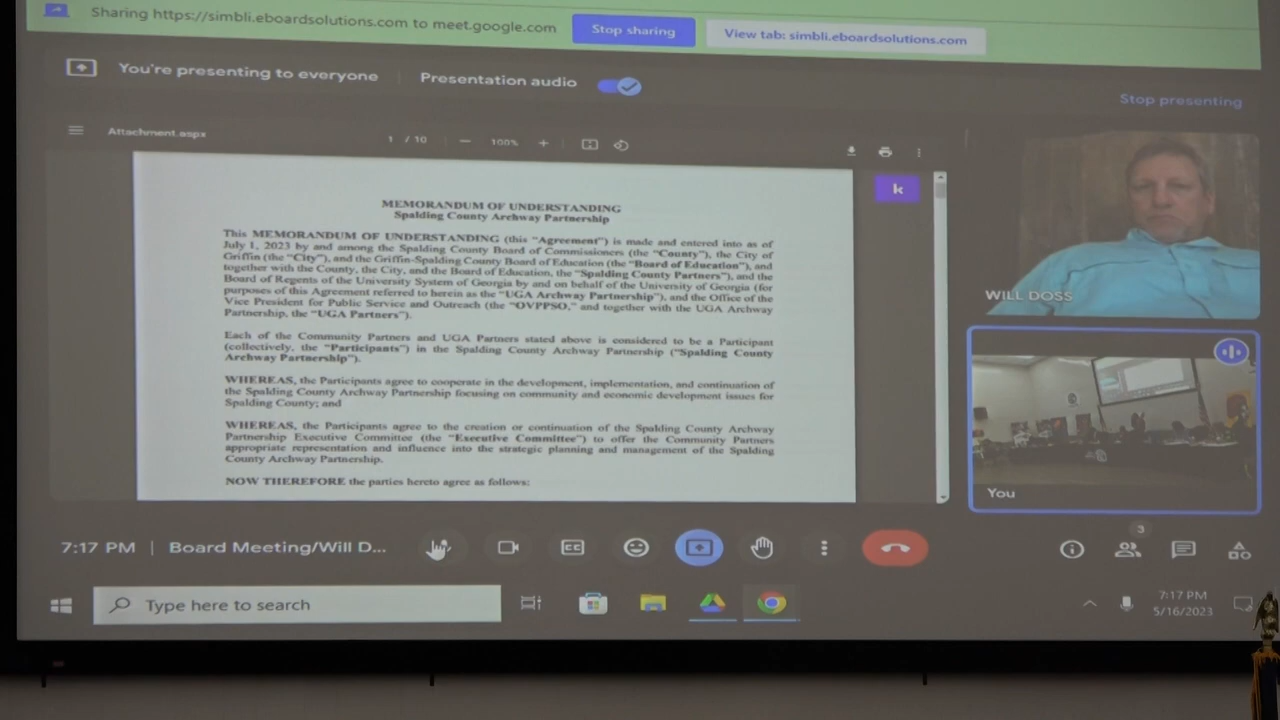 Sharing https://simbli.eboardsolutions.com to meet.google.com
Stop sharing
View tab: simbli.eboardsolutions.com
You're presenting to everyone
Presentation audio
Stop presenting
Attachment.aspx
1 / 10
100%
k
MEMORANDUM OF UNDERSTANDING
Spalding County Archway Partnership
This MEMORANDUM OF UNDERSTANDING (this "Agreement") is made and entered into as of
July 1, 2023 by and among the Spalding County Board of Commissioners (the "County"), the City of
Griffin (the "City"), and the Griffin-Spalding County Board of Education (the "Board of Education"), and
together with the County, the City, and the Board of Education, the "Spalding County Partners"), and the
Board of Regents of the University System of Georgia by and on behalf of the University of Georgia (for
purposes of this Agreement referred to herein as the "UGA Archway Partnership"), and the Office of the
Vice President for Public Service and Outreach (the "OVPPSO," and together with the UGA Archway
Partnership, the "UGA Partners").
Each of the Community Partners and UGA Partners stated above is considered to be a Participant
(collectively, the "Participants") in the Spalding County Archway Partnership ("Spalding County
Archway Partnership").
WHEREAS, the Participants agree to cooperate in the development, implementation, and continuation of
the Spalding County Archway Partnership focusing on community and economic development issues for
Spalding County; and
WHEREAS, the Participants agree to the creation or continuation of the Spalding County Archway
Partnership Executive Committee (the "Executive Committee") to offer the Community Partners
appropriate representation and influence into the strategic planning and management of the Spalding
County Archway Partnership.
NOW THEREFORE the parties hereto agree as follows:
WILL DOSS
You
7:17 PM | Board Meeting/Will D...
CC
3
Type here to search
7:17 PM
5/16/2023